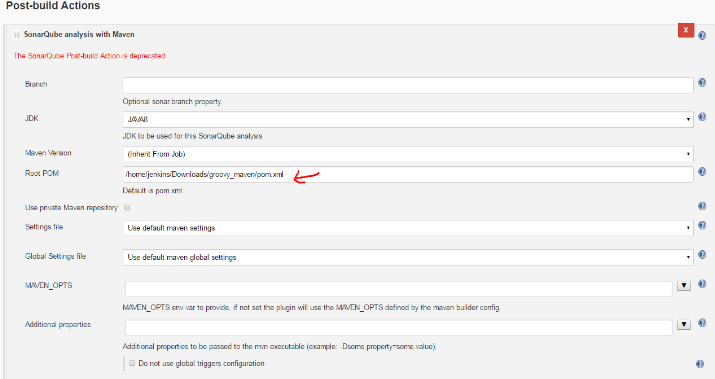 Post-build Actions
SonarQube analysis with Maven
X
The SonarQube Post-build Action is deprecated
Branch
Optional sonar.branch property.
JDK
JAVA8
JDK to be used for this SonarQube analysis
Maven Version
(Inherit From Job)
Root POM
/home/jenkins/Downloads/groovy_maven/pom.xml
Default is pom xml
Use private Maven repository
Settings file
Use default maven settings
Global Settings file
Use default maven global settings
MAVEN_OPTS
MAVEN_OPTS env var to provide, if not set the plugin will use the MAVEN_OPTS defined by the maven builder config.
Additional properties
Additional properties to be passed to the mvn executable (example: -Dsome.property=some.value).
Do not use global triggers configuration